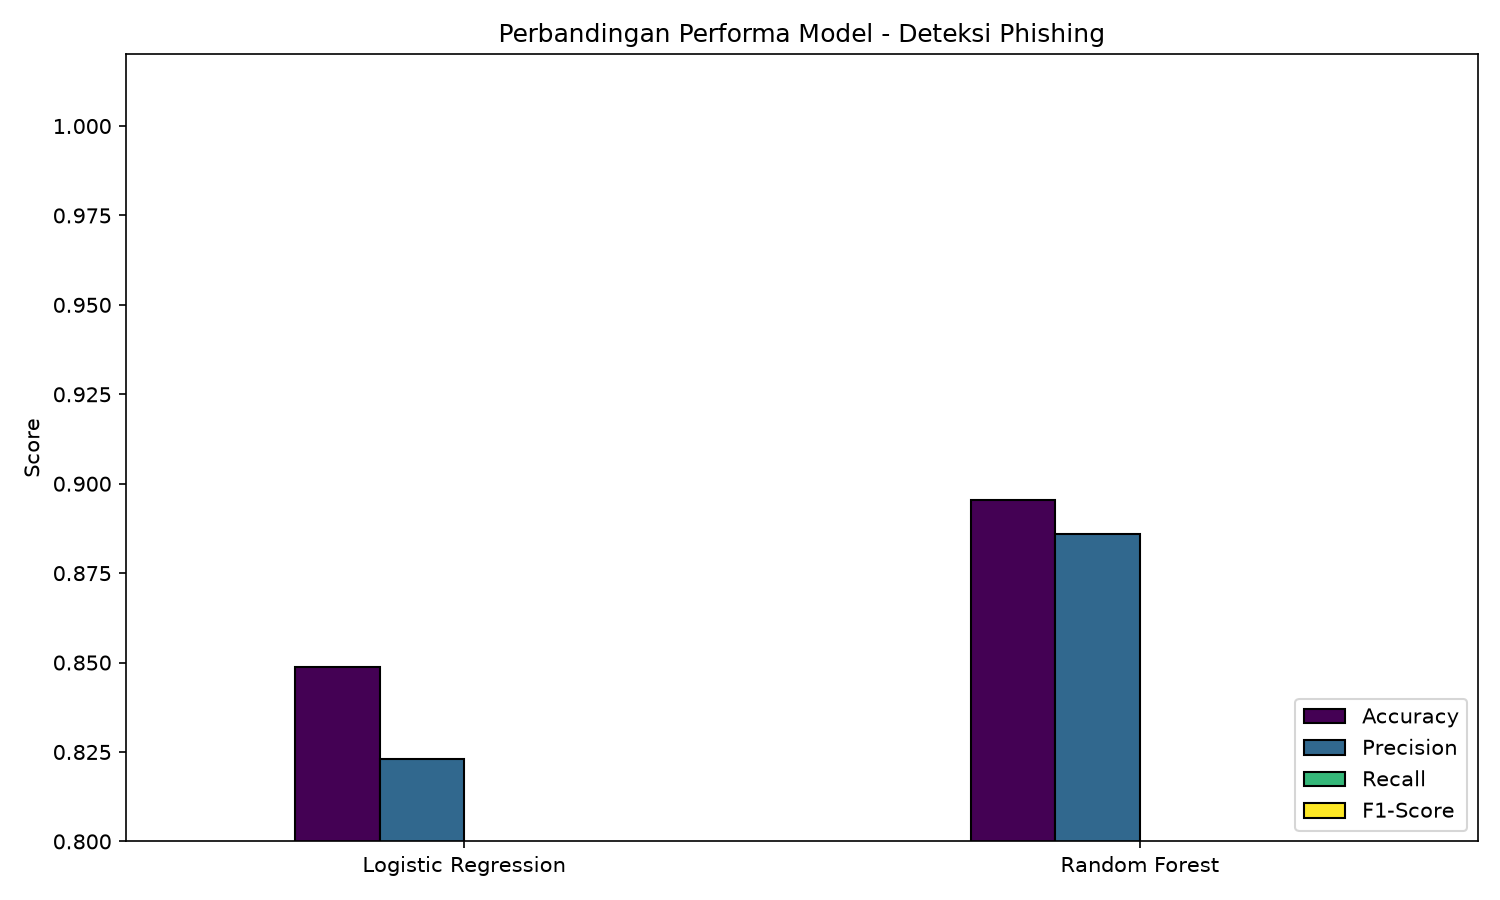 Perbandingan Performa Model - Deteksi Phishing
1.000
0.975
0.950
0.925
0.900
0.875
0.850
0.825
0.800
Score
Logistic Regression
Random Forest
Accuracy
Precision
Recall
F1-Score